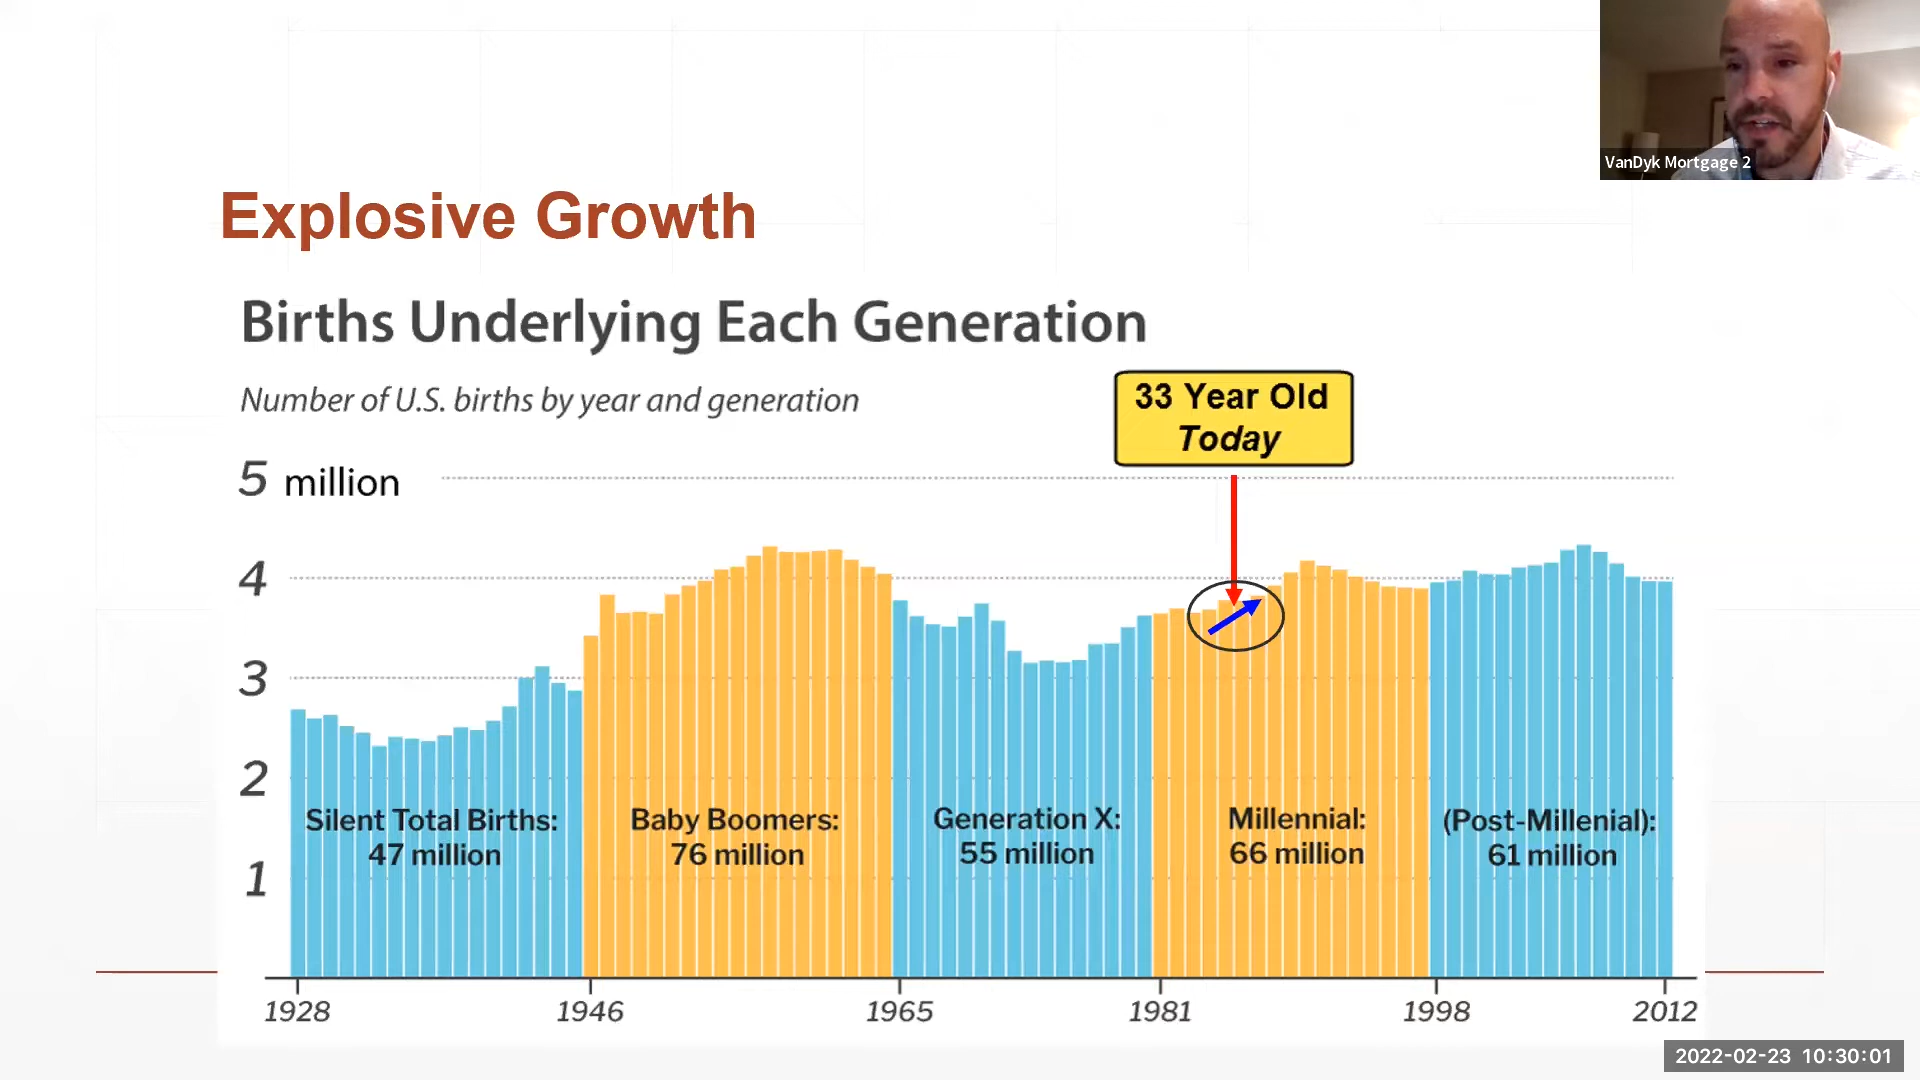 VanDyk Mortgage 2
Explosive Growth
Births Underlying Each Generation
Number of U.S. births by year and generation
33 Year Old
Today
5 million
4
3
2
1
Silent Total Births:
47 million
Baby Boomers:
76 million
Generation X:
55 million
Millennial:
66 million
(Post-Millenial):
61 million
1928 1946 1965 1981 1998 2012
2022-02-23 10:30:01